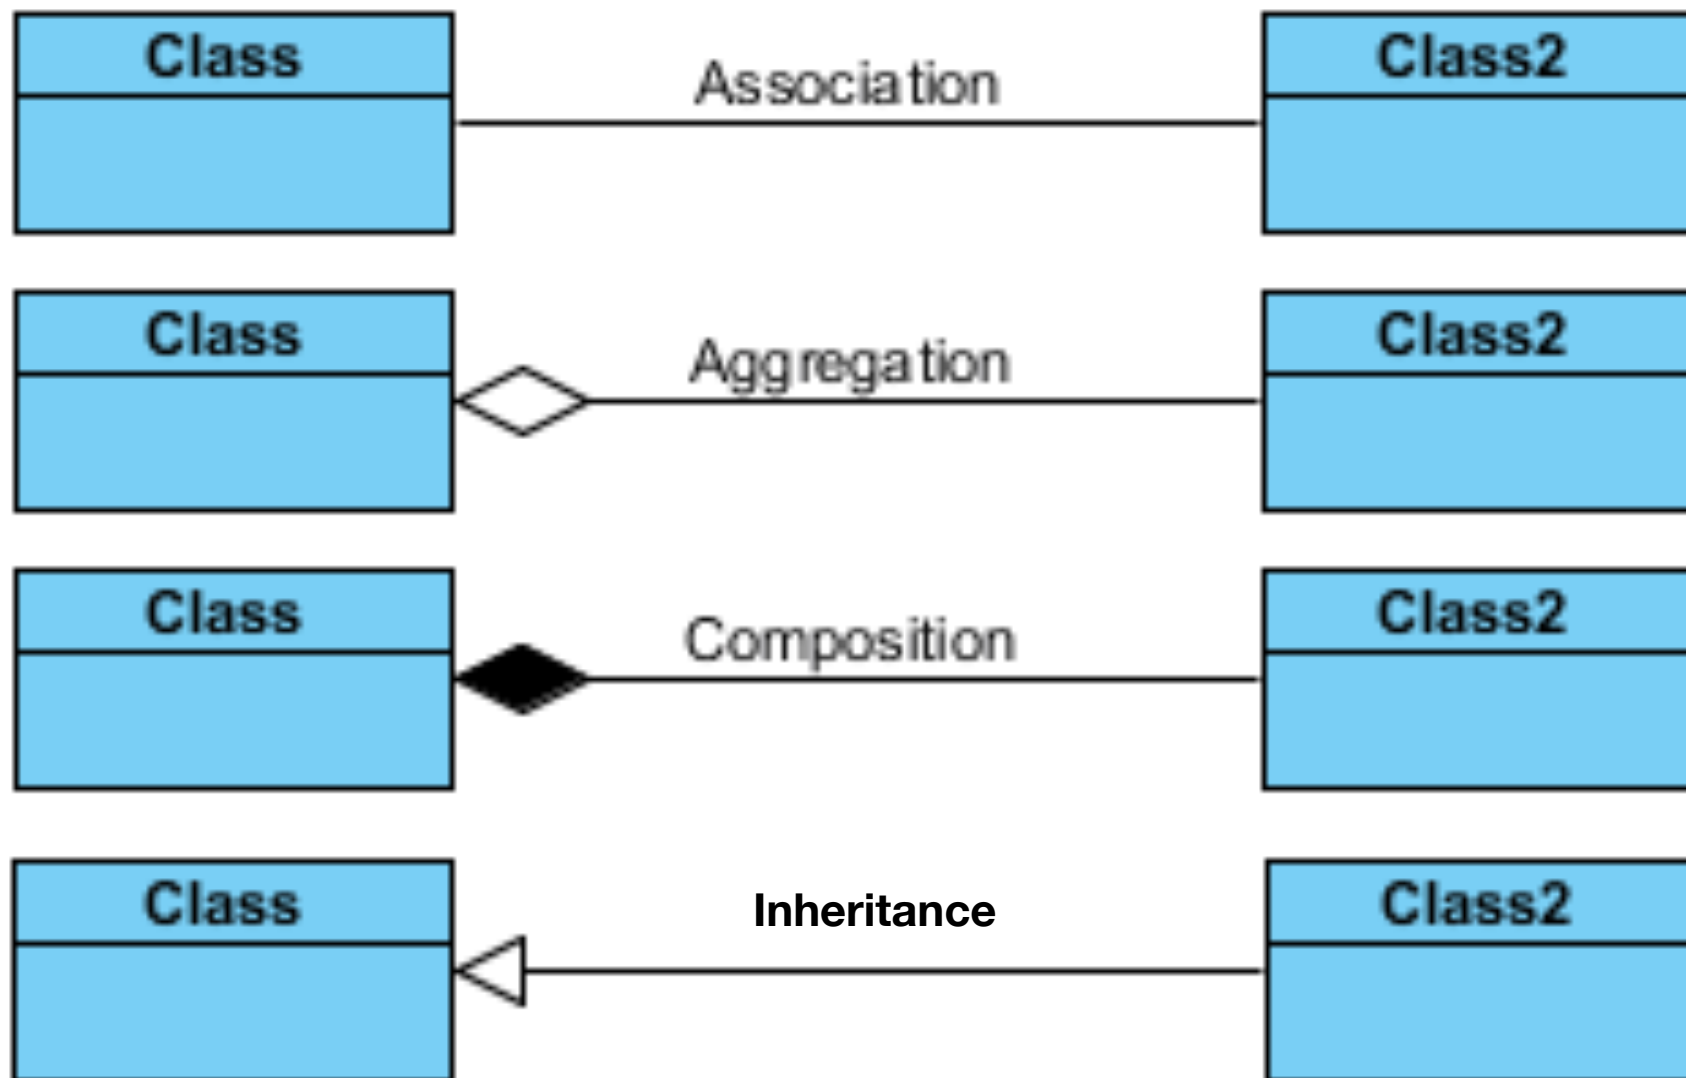 Class
Association
Class2
Class
Aggregation
Class2
Class
Composition
Class2
Class
Inheritance
Class2